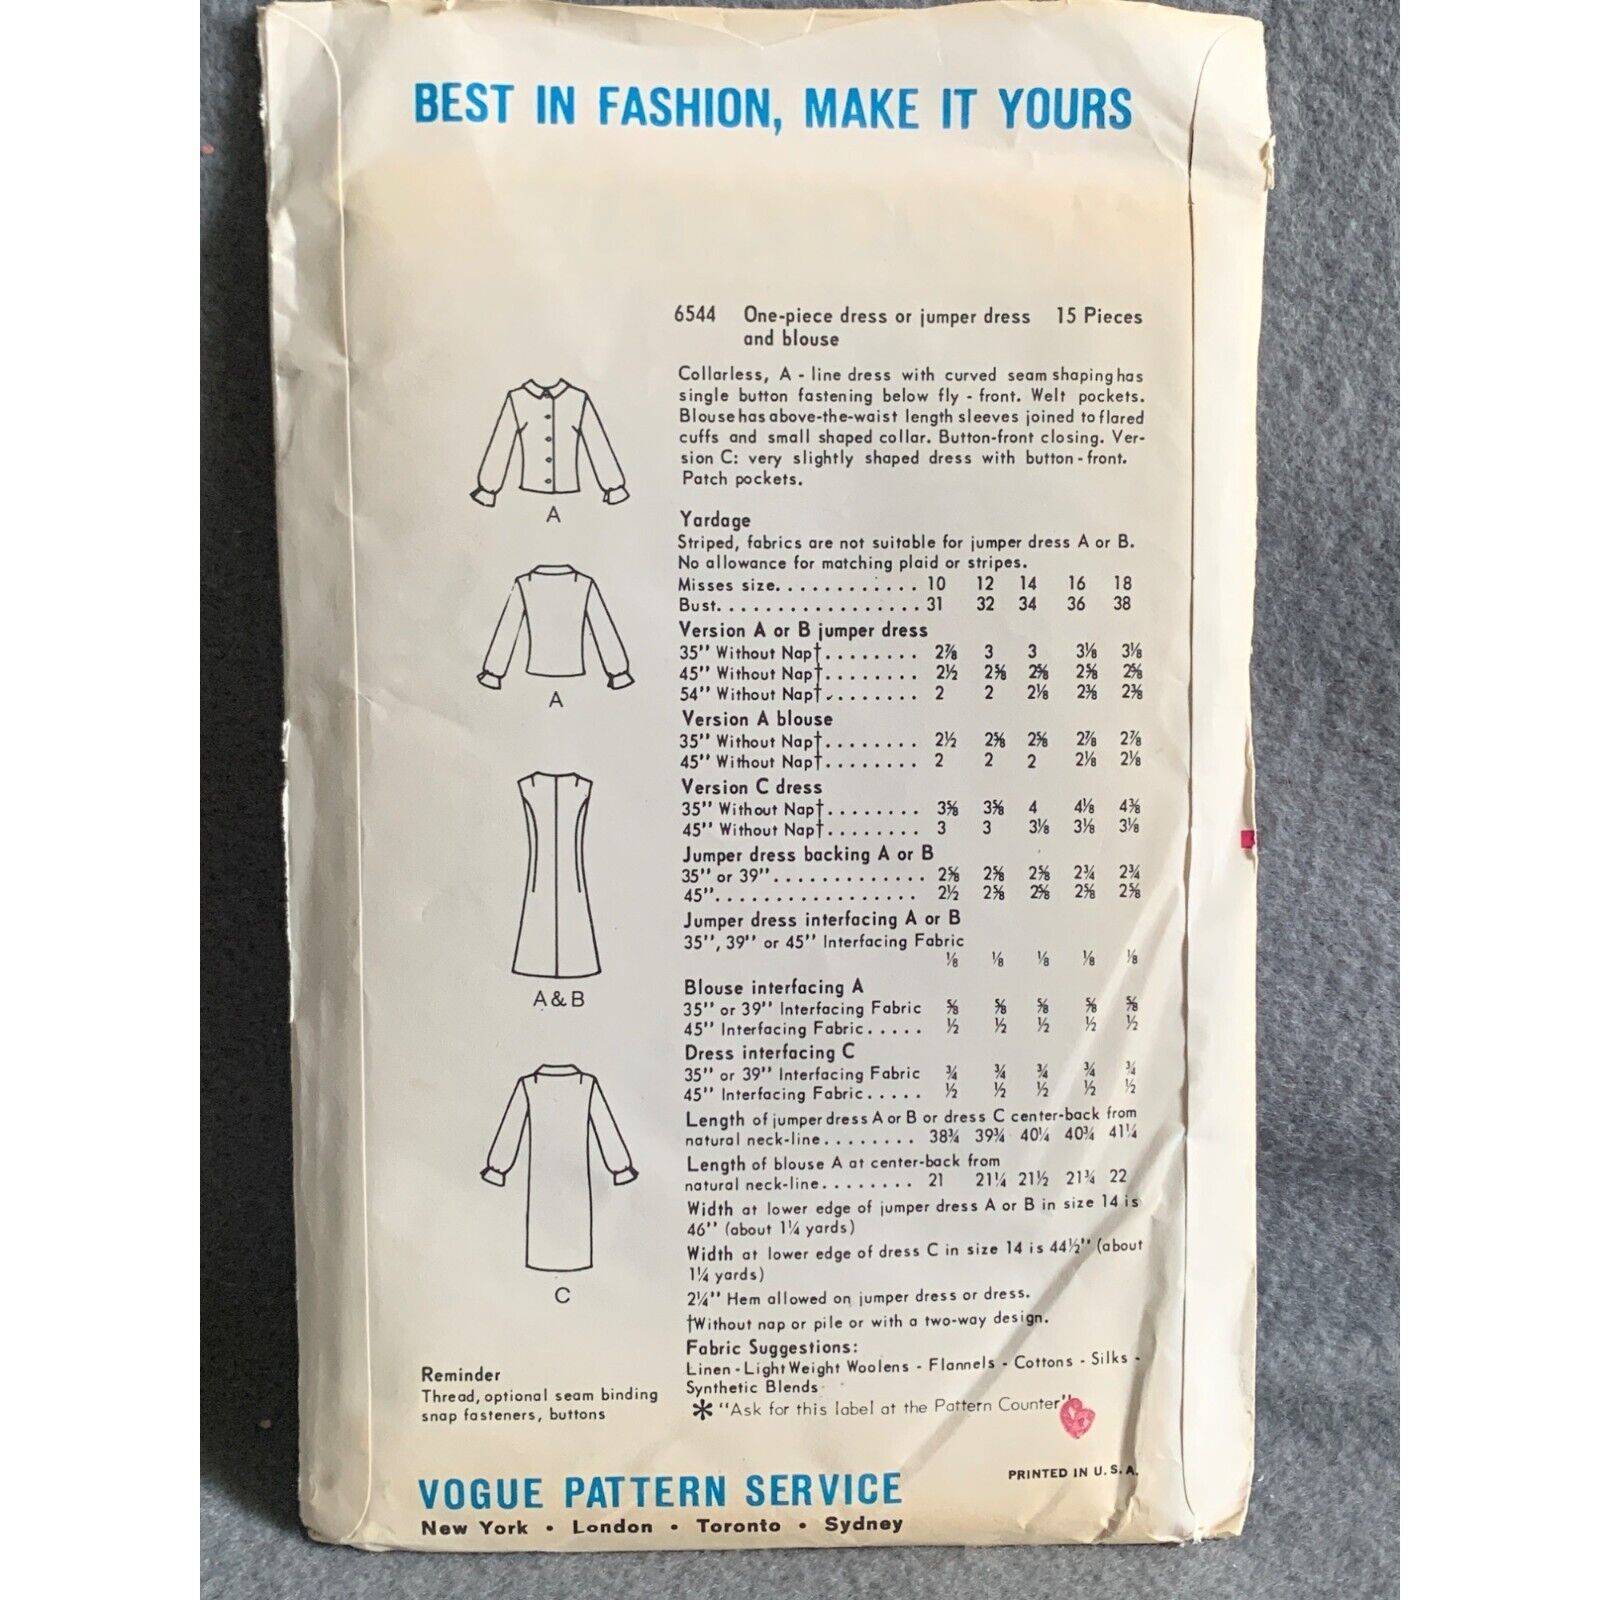 BEST IN FASHION, MAKE IT YOURS
6544 One-piece dress or jumper dress 15 Pieces
and blouse
Collarless, A - line dress with curved seam shaping has
single button fastening below fly - front. Welt pockets.
Blouse has above-the-waist length sleeves joined to flared
cuffs and small shaped collar. Button-front closing. Ver-
sion C: very slightly shaped dress with button - front.
Patch pockets.
A
A
A & B
C
Yardage
Striped, fabrics are not suitable for jumper dress A or B.
No allowance for matching plaid or stripes.
Misses size............ 10 12 14 16 18
Bust.................. 31 32 34 36 38
Version A or B jumper dress
35'' Without Nap†........ 2⅞ 3 3 3⅛ 3⅛
45'' Without Nap†........ 2½ 2⅝ 2⅝ 2⅝ 2⅝
54'' Without Nap†........ 2 2 2⅛ 2⅜ 2⅜
Version A blouse
35'' Without Nap†........ 2½ 2⅝ 2⅝ 2⅞ 2⅞
45'' Without Nap†........ 2 2 2 2⅛ 2⅛
Version C dress
35'' Without Nap†........ 3⅝ 3⅝ 4 4⅛ 4⅜
45'' Without Nap†........ 3 3 3⅛ 3⅛ 3⅛
Jumper dress backing A or B
35'' or 39''............. 2⅝ 2⅝ 2⅝ 2¾ 2¾
45''.................. 2½ 2⅝ 2⅝ 2⅝ 2⅝
Jumper dress interfacing A or B
35'', 39'' or 45'' Interfacing Fabric
⅛ ⅛ ⅛ ⅛ ⅛
Blouse interfacing A
35'' or 39'' Interfacing Fabric ⅝ ⅝ ⅝ ⅝ ⅝
45'' Interfacing Fabric..... ½ ½ ½ ½ ½
Dress interfacing C
35'' or 39'' Interfacing Fabric ¾ ¾ ¾ ¾ ¾
45'' Interfacing Fabric..... ½ ½ ½ ½ ½
Length of jumper dress A or B or dress C center-back from
natural neck-line........ 38¾ 39¾ 40¼ 40¾ 41¼
Length of blouse A at center-back from
natural neck-line........ 21 21¼ 21½ 21¾ 22
Width at lower edge of jumper dress A or B in size 14 is
46'' (about 1¼ yards)
Width at lower edge of dress C in size 14 is 44½'' (about
1¼ yards)
2¼'' Hem allowed on jumper dress or dress.
†Without nap or pile or with a two-way design.
Fabric Suggestions:
Linen - Light Weight Woolens - Flannels - Cottons - Silks -
Synthetic Blends
* "Ask for this label at the Pattern Counter"
Reminder
Thread, optional seam binding
snap fasteners, buttons
PRINTED IN U.S.A.
VOGUE PATTERN SERVICE
New York • London • Toronto • Sydney